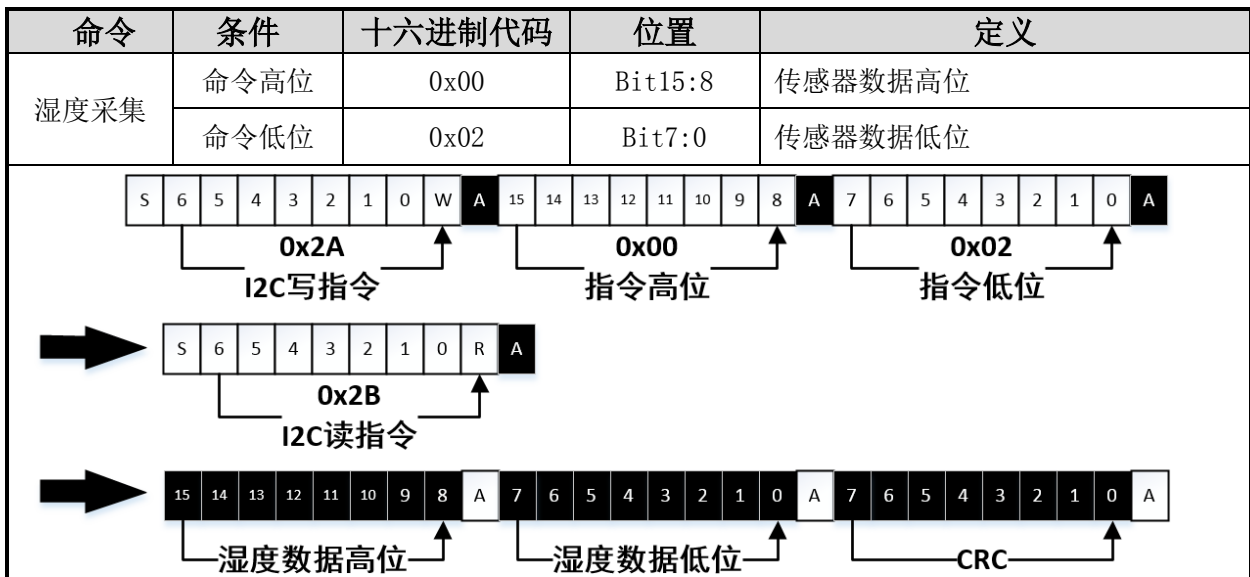 命令 条件 十六进制代码 位置 定义
湿度采集 命令高位 0x00 Bit15:8 传感器数据高位
命令低位 0x02 Bit7:0 传感器数据低位
S 6 5 4 3 2 1 0 W A 15 14 13 12 11 10 9 8 A 7 6 5 4 3 2 1 0 A
0x2A 0x00 0x02
I2C写指令 指令高位 指令低位
S 6 5 4 3 2 1 0 R A
0x2B
I2C读指令
15 14 13 12 11 10 9 8 A 7 6 5 4 3 2 1 0 A 7 6 5 4 3 2 1 0 A
湿度数据高位 湿度数据低位 CRC